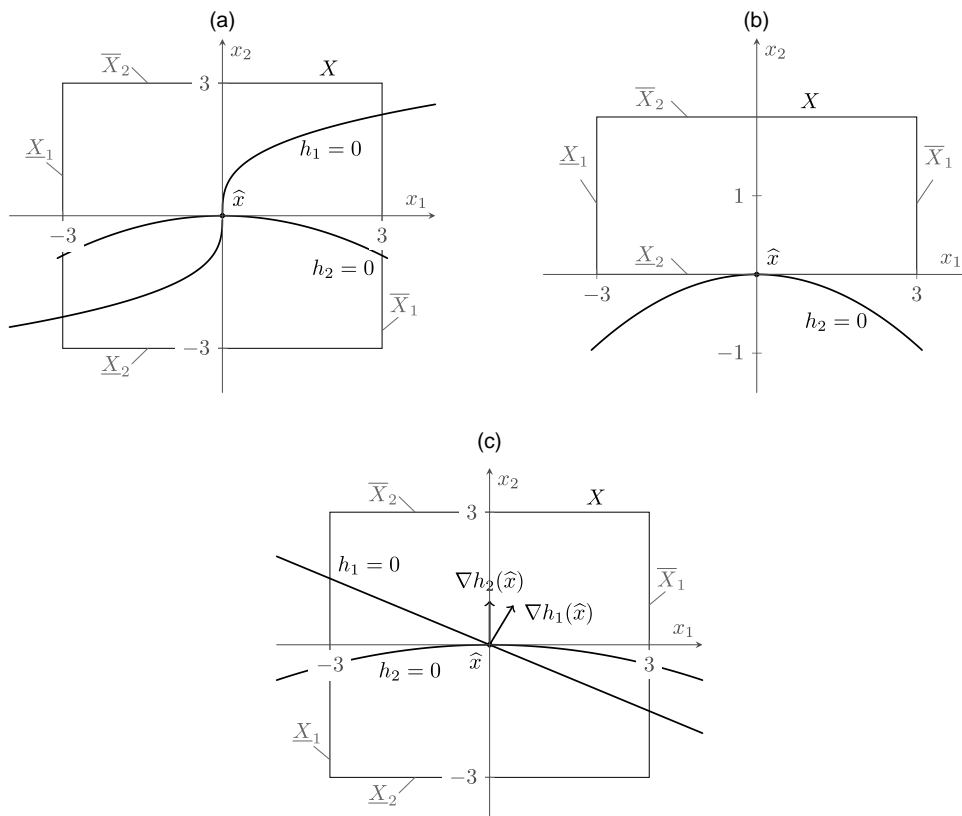 (a)
x₂
X̅₂
3
X
X̲₁
h₁ = 0
x̂
x₁
−3
3
h₂ = 0
X̅₁
−3
X̲₂
(b)
x₂
X̅₂
X
X̲₁
X̅₁
1
X̲₂
x̂
x₁
−3
3
h₂ = 0
−1
(c)
x₂
X̅₂
X
3
h₁ = 0
∇h₂(x̂)
X̅₁
∇h₁(x̂)
x₁
−3
x̂
3
h₂ = 0
X̲₁
−3
X̲₂